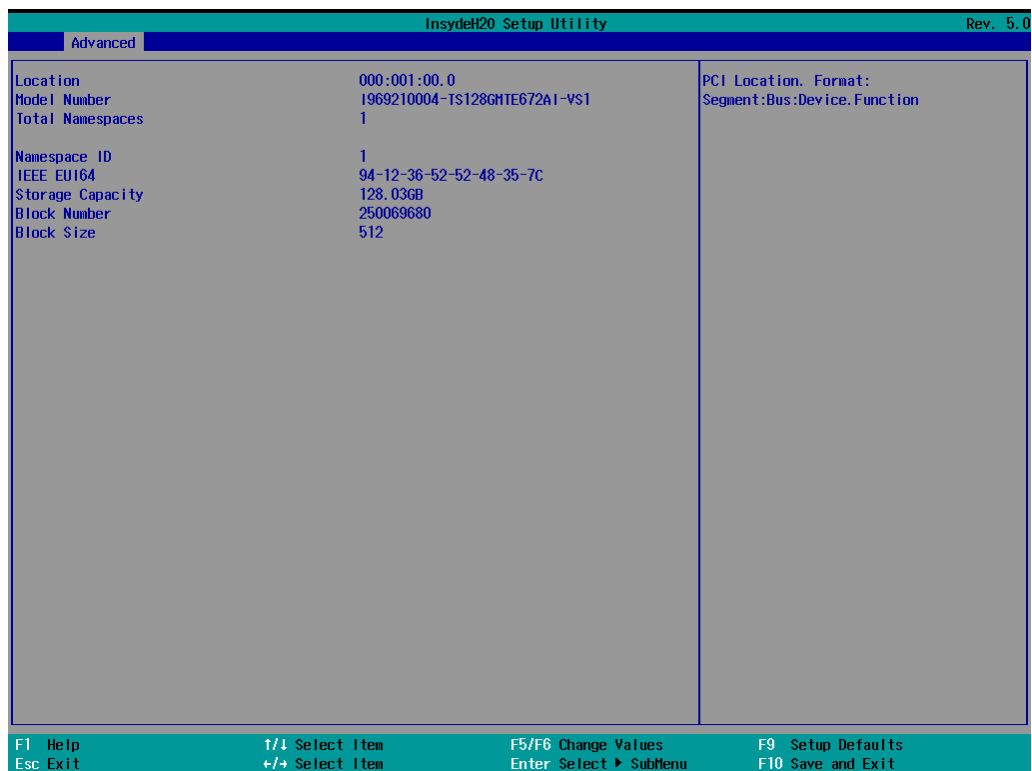 InsydeH20 Setup Utility Rev. 5.0
Advanced
Location 000:001:00.0 PCI Location. Format:
Model Number I969210004-TS128GMTE672AI-VS1 Segment:Bus:Device.Function
Total Namespaces 1
Namespace ID 1
IEEE EUI64 94-12-36-52-52-48-35-7C
Storage Capacity 128.03GB
Block Number 250069680
Block Size 512
F1 Help ↑/↓ Select Item F5/F6 Change Values F9 Setup Defaults
Esc Exit ←/→ Select Item Enter Select ▶ SubMenu F10 Save and Exit